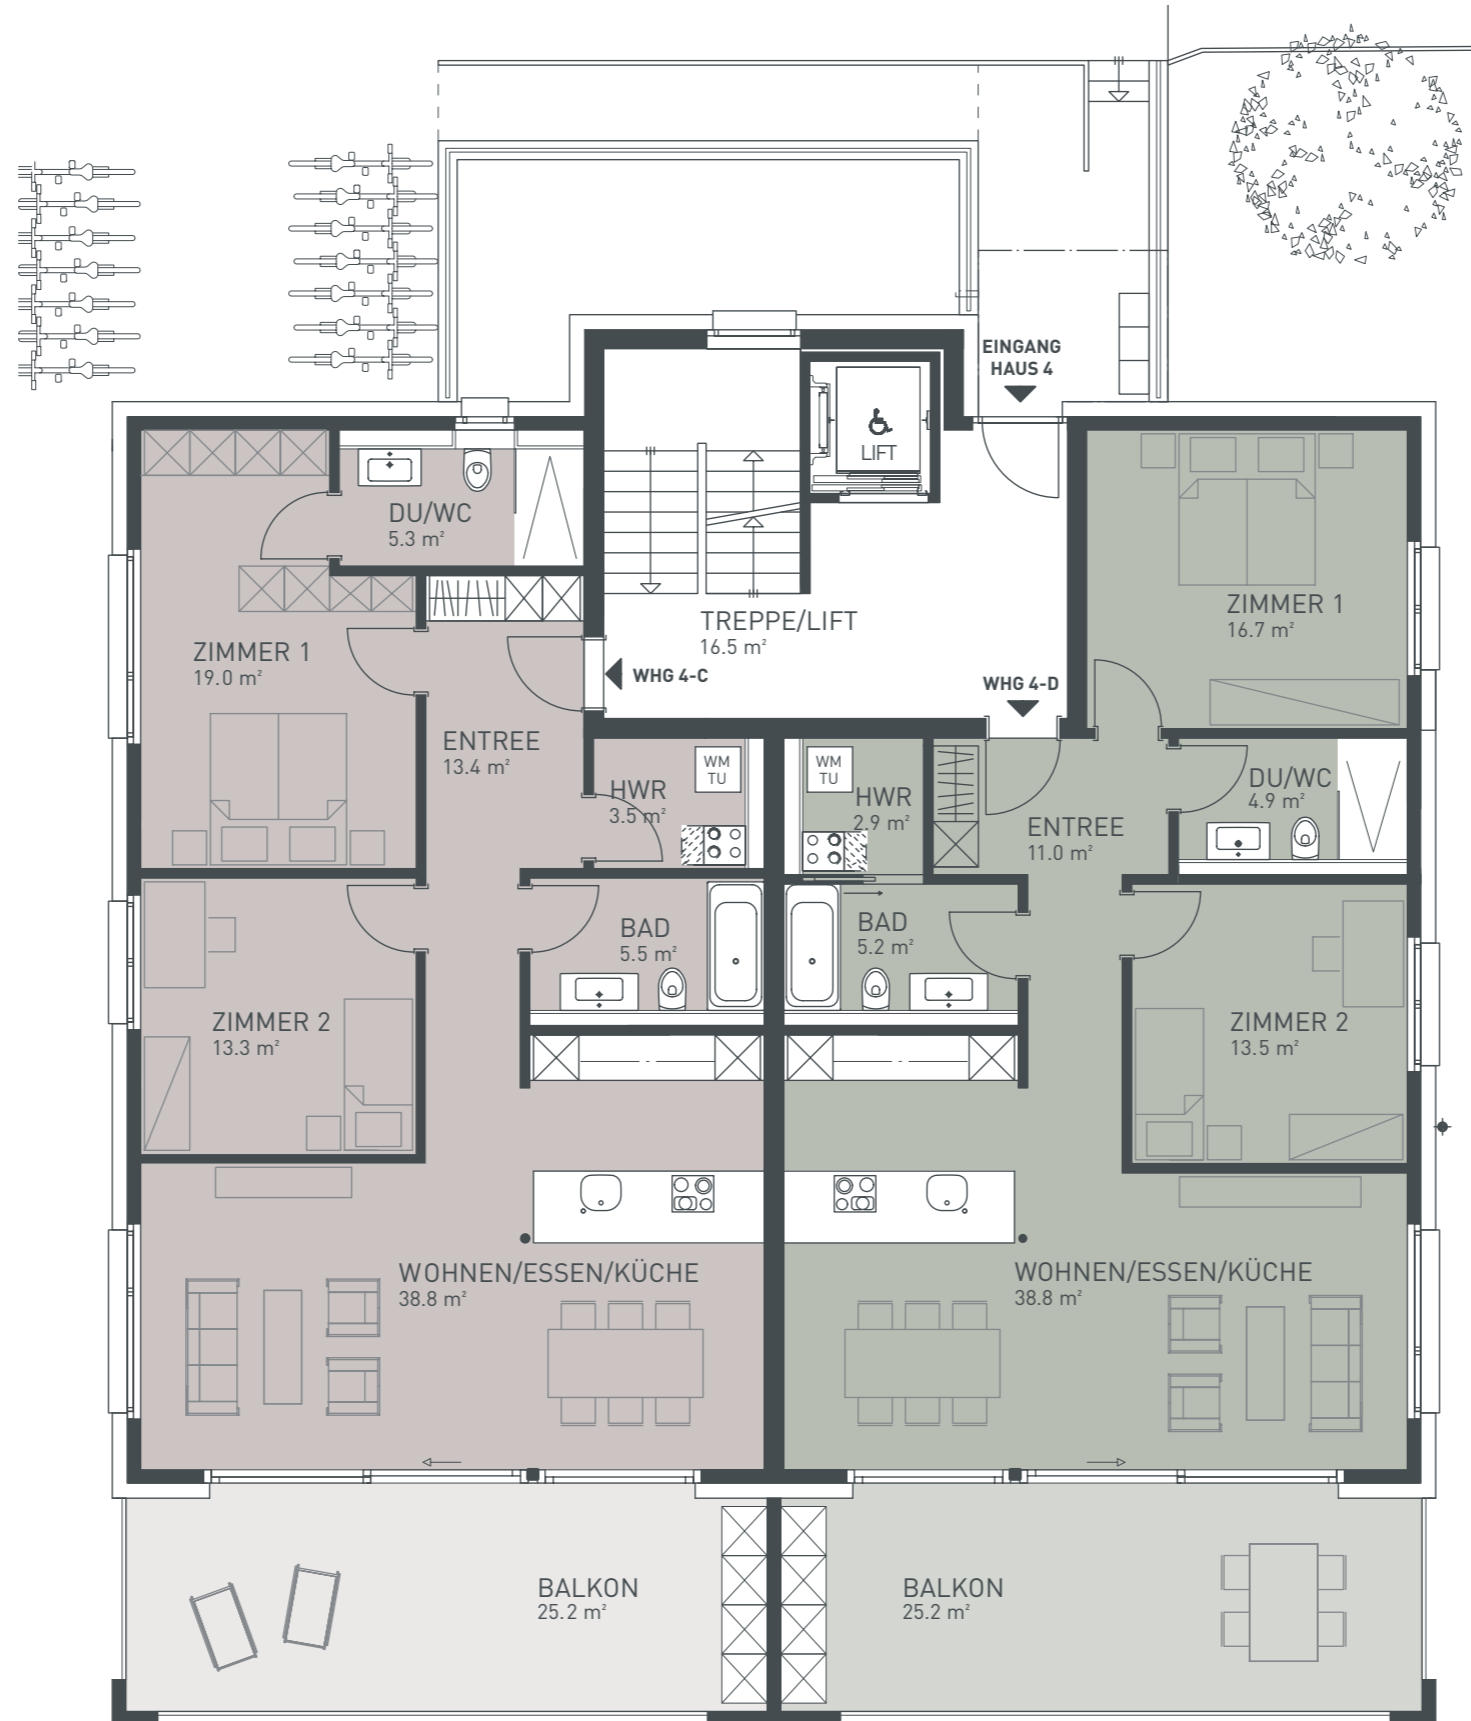 EINGANG
HAUS 4
LIFT
DU/WC
5.3 m²
TREPPE/LIFT
16.5 m²
ZIMMER 1
16.7 m²
ZIMMER 1
19.0 m²
WHG 4-C
WHG 4-D
ENTREE
13.4 m²
WM
TU
HWR
3.5 m²
WM
TU
HWR
2.9 m²
DU/WC
4.9 m²
ENTREE
11.0 m²
BAD
5.5 m²
BAD
5.2 m²
ZIMMER 2
13.3 m²
ZIMMER 2
13.5 m²
WOHNEN/ESSEN/KÜCHE
38.8 m²
WOHNEN/ESSEN/KÜCHE
38.8 m²
BALKON
25.2 m²
BALKON
25.2 m²